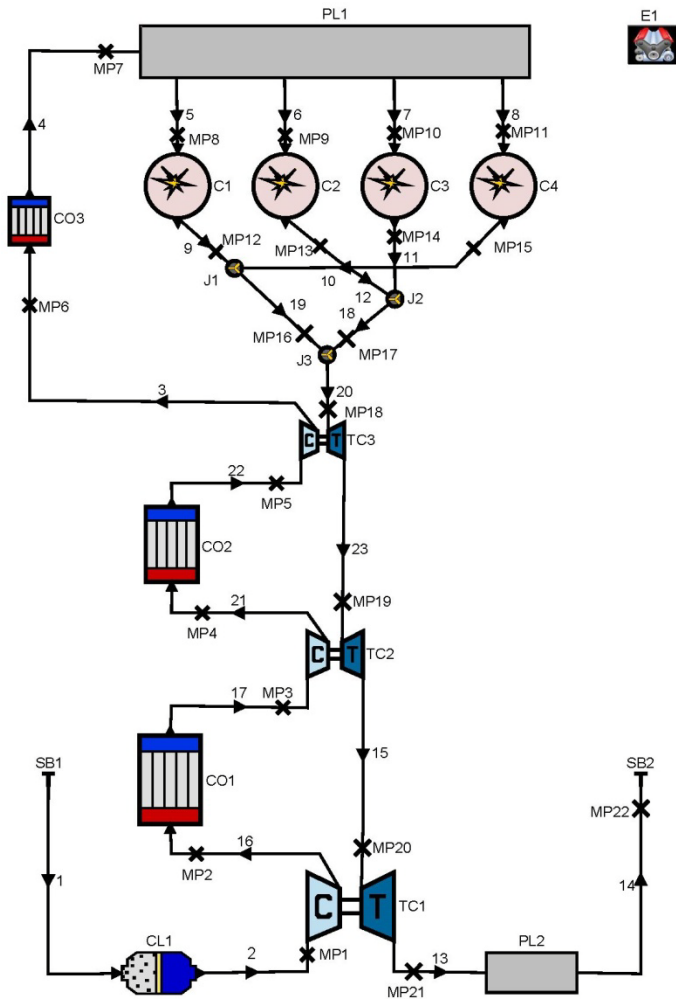 PL1
E1
MP7
4
5
6
7
8
MP8
MP9
MP10
MP11
C1
C2
C3
C4
CO3
9
MP12
MP13
MP14
MP15
11
J1
10
12
J2
MP6
19
18
MP16
MP17
J3
3
20
MP18
C
T
TC3
22
MP5
CO2
23
21
MP4
MP19
C
T
TC2
17
MP3
SB1
CO1
15
SB2
MP22
16
MP2
MP20
1
14
C
T
TC1
CL1
2
MP1
13
MP21
PL2